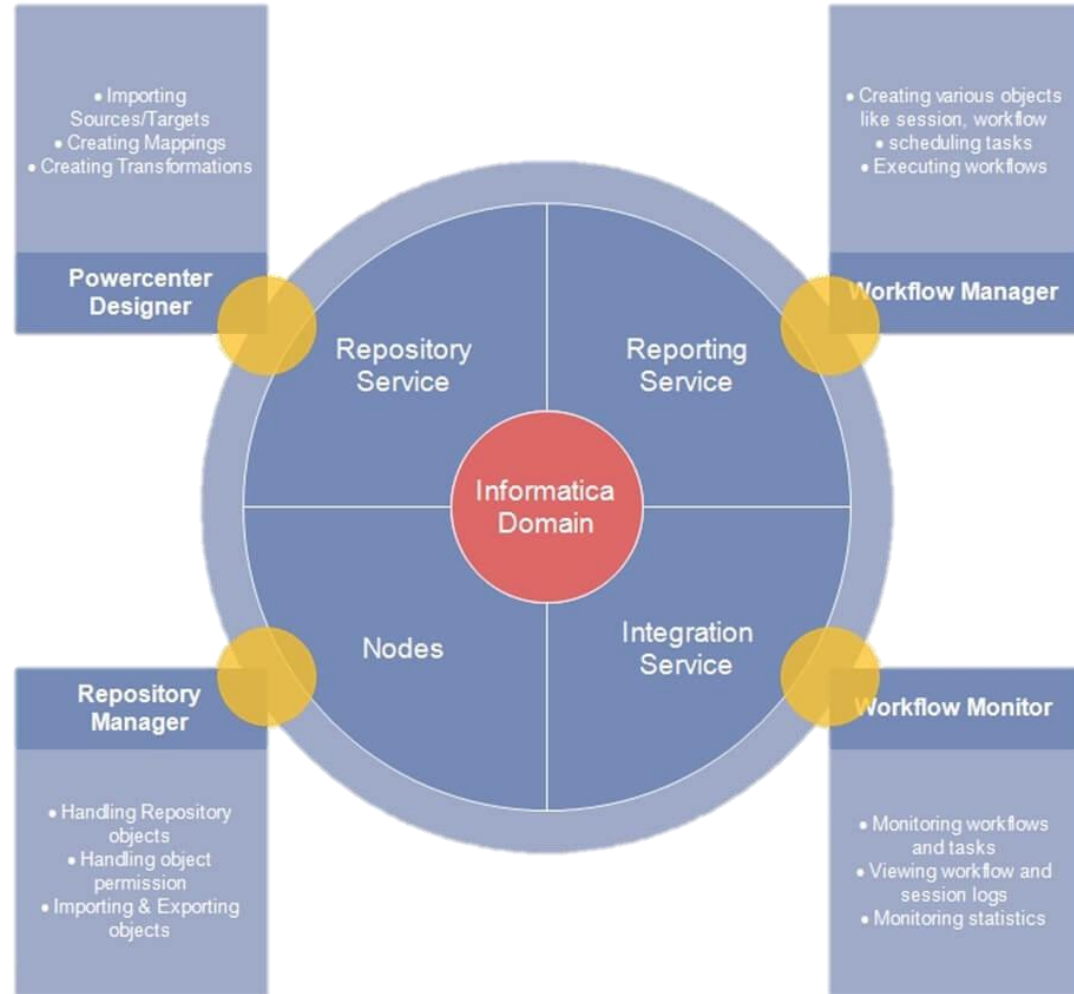 • Importing
Sources/Targets
• Creating Mappings
• Creating Transformations
Powercenter
Designer
• Creating various objects
like session, workflow
• scheduling tasks
• Executing workflows
Workflow Manager
Repository
Service
Reporting
Service
Informatica
Domain
Nodes
Integration
Service
Repository
Manager
• Handling Repository
objects
• Handling object
permission
• Importing & Exporting
objects
Workflow Monitor
• Monitoring workflows
and tasks
• Viewing workflow and
session logs
• Monitoring statistics